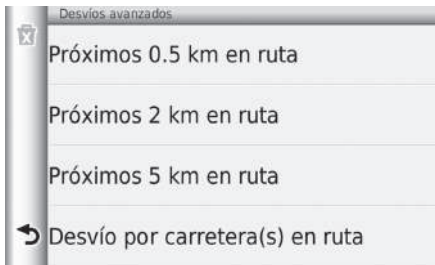 Desvíos avanzados
Próximos 0.5 km en ruta
Próximos 2 km en ruta
Próximos 5 km en ruta
Desvío por carretera(s) en ruta